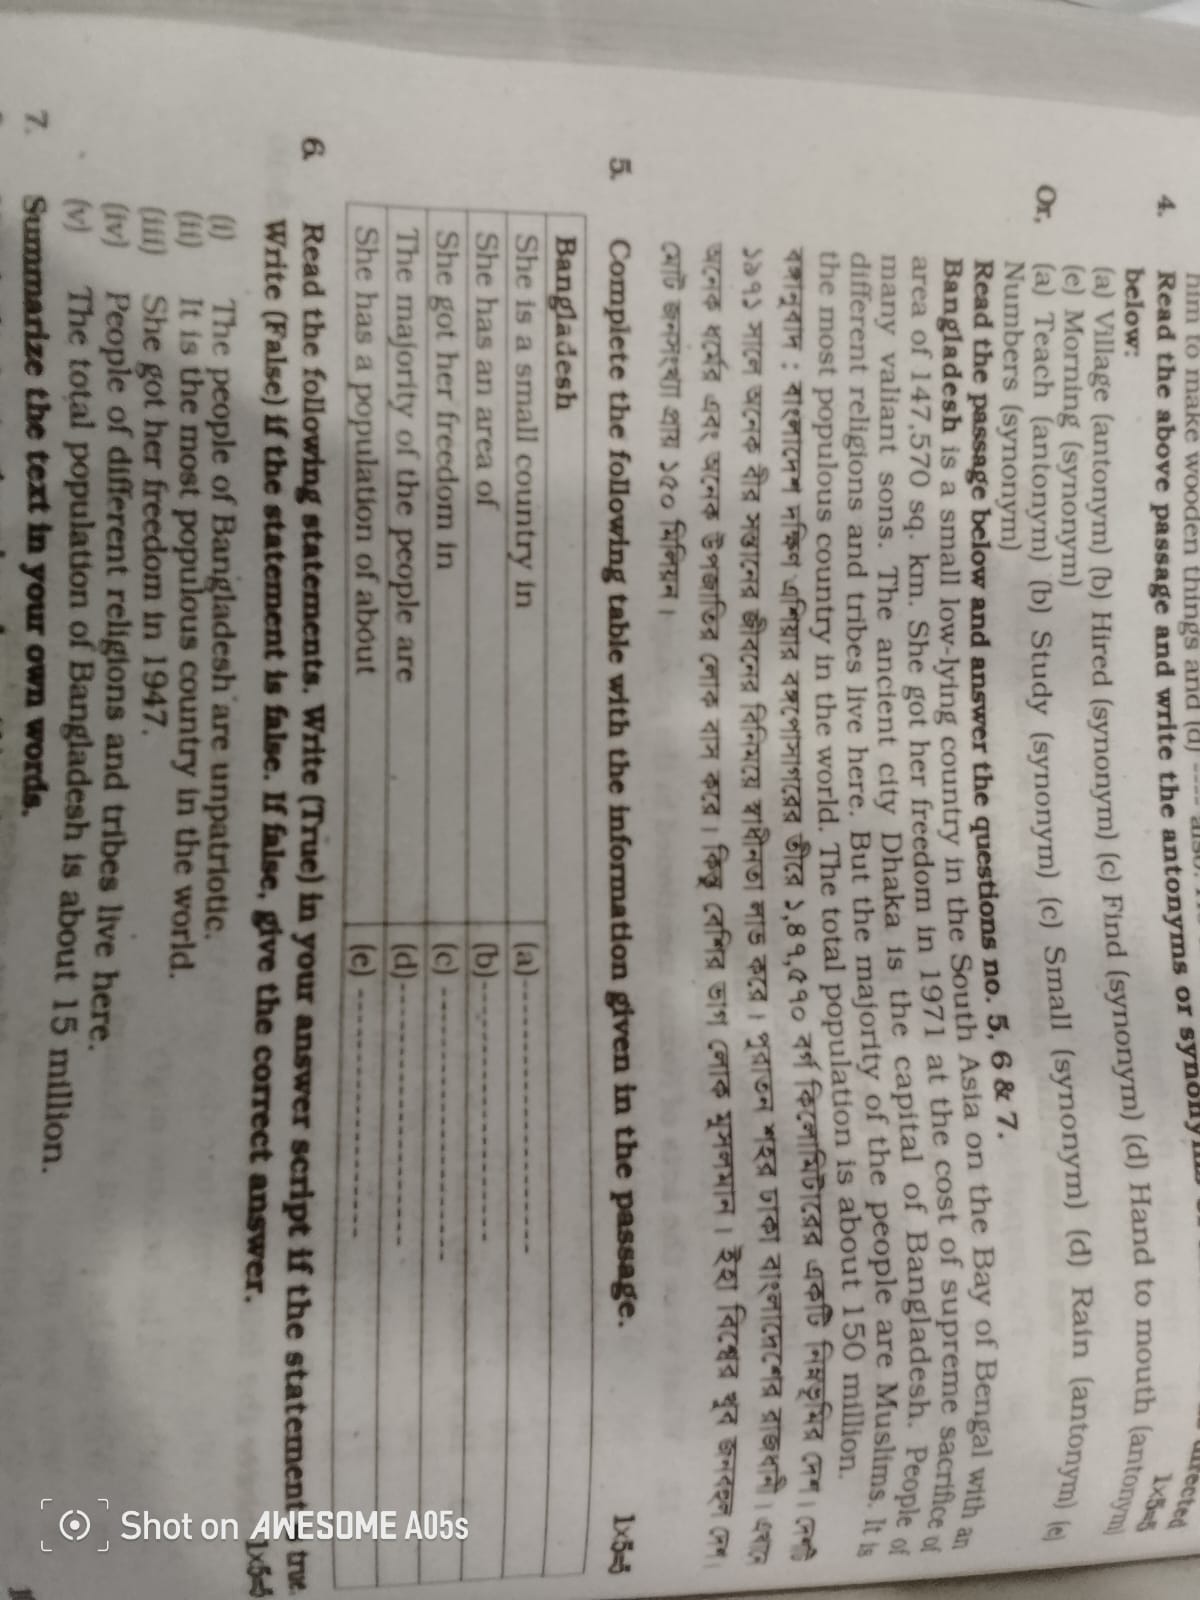 him to make wooden things and (d) ---- also.
4. Read the above passage and write the antonyms or directed
below: 1×5=5
(a) Village (antonym) (b) Hired (synonym) (c) Find (synonym) (d) Hand to mouth (antonym)
(e) Morning (synonym)
Or, (a) Teach (antonym) (b) Study (synonym) (c) Small (synonym) (d) Rain (antonym) (e)
Numbers (synonym)
Read the passage below and answer the questions no. 5, 6 & 7.
Bangladesh is a small low-lying country in the South Asia on the Bay of Bengal with an
area of 147,570 sq. km. She got her freedom in 1971 at the cost of supreme sacrifice of
many valiant sons. The ancient city Dhaka is the capital of Bangladesh. People of
different religions and tribes live here. But the majority of the people are Muslims. It is
the most populous country in the world. The total population is about 150 million.
বঙ্গানুবাদ : বাংলাদেশ দক্ষিণ এশিয়ার বঙ্গপোসাগরের তীরে ১,৪৭,৫৭০ বর্গ কিলোমিটারের একটি নিম্নভূমির দেশ। দেশটি
১৯৭১ সালে অনেক বীর সন্তানের জীবনের বিনিময়ে স্বাধীনতা লাভ করে। পুরাতন শহর ঢাকা বাংলাদেশের রাজধানী। এখানে
অনেক ধর্মের এবং অনেক উপজাতির লোক বাস করে। কিন্তু বেশির ভাগ লোক মুসলমান। ইহা বিশ্বের খুব জনবহুল দেশ।
মোট জনসংখ্যা প্রায় ১৫০ মিলিয়ন।
5. Complete the following table with the information given in the passage. 1×5=5
Bangladesh
She is a small country in (a)----------------------
She has an area of (b)---------------------
She got her freedom in (c) ----------------------
The majority of the people are (d)---------------------
She has a population of about (e) --------------------
6. Read the following statements. Write (True) in your answer script if the statement true.
Write (False) if the statement is false. If false, give the correct answer. 1×5=5
(i) The people of Bangladesh are unpatriotic.
(ii) It is the most populous country in the world.
(iii) She got her freedom in 1947.
(iv) People of different religions and tribes live here.
(v) The total population of Bangladesh is about 15 million.
7. Summarize the text in your own words.
Shot on AWESOME A05s